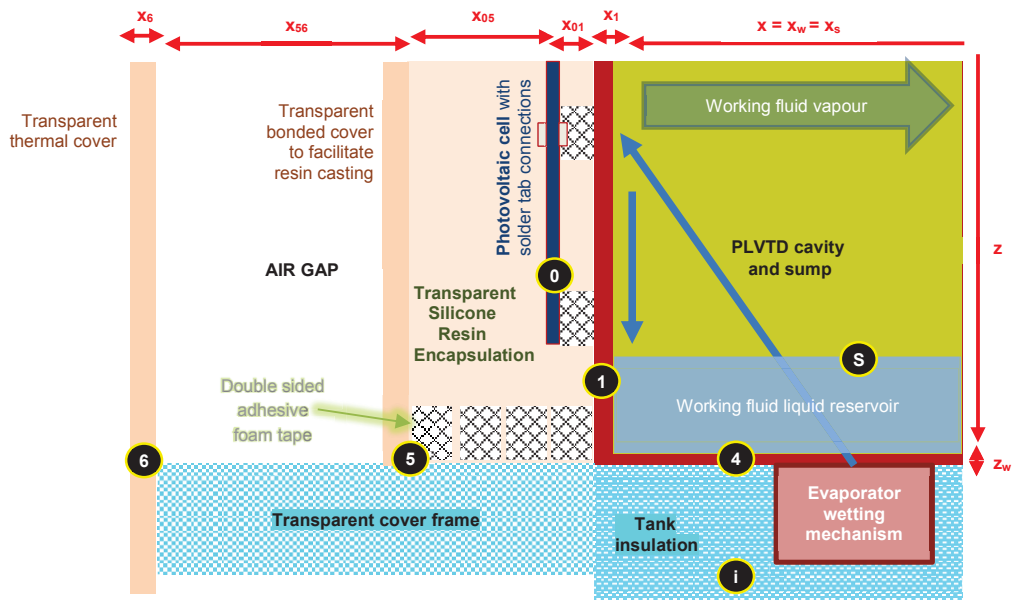 x6
x56
x05
x01
x1
x = xw = xs
Transparent
thermal cover
Transparent
bonded cover
to facilitate
resin casting
Photovoltaic cell with
solder tab connections
Working fluid vapour
AIR GAP
PLVTD cavity
and sump
z
0
Transparent
Silicone
Resin
Encapsulation
S
1
Working fluid liquid reservoir
Double sided
adhesive
foam tape
6
5
4
zw
Transparent cover frame
Tank
insulation
Evaporator
wetting
mechanism
i